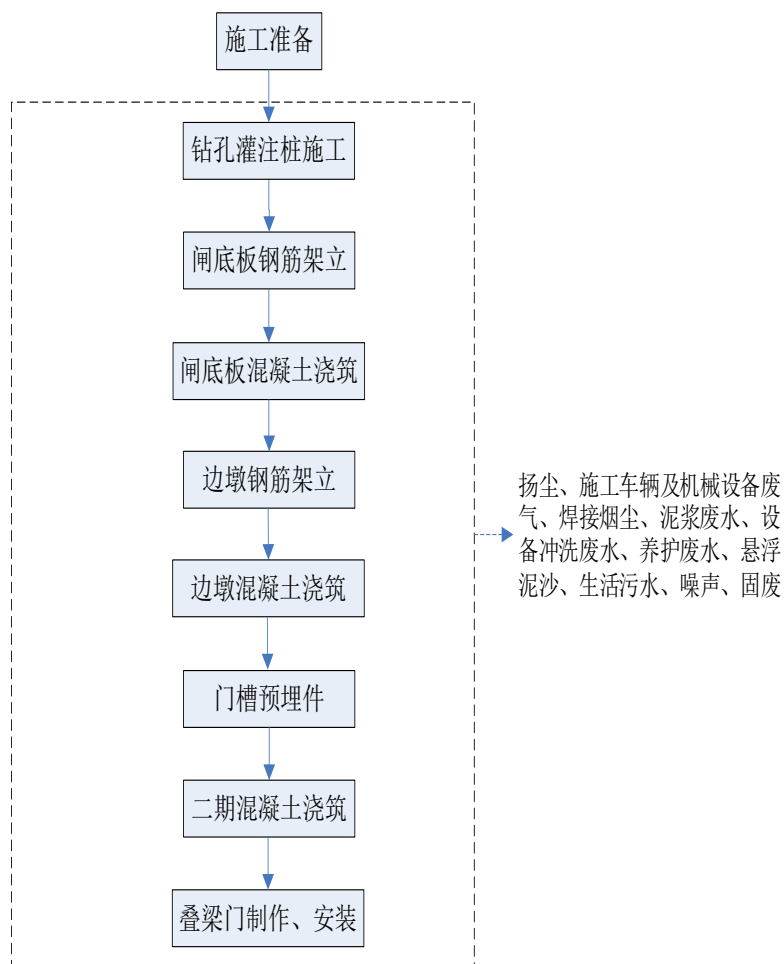 施工准备
钻孔灌注桩施工
闸底板钢筋架立
闸底板混凝土浇筑
边墩钢筋架立
边墩混凝土浇筑
门槽预埋件
二期混凝土浇筑
叠梁门制作、安装
扬尘、施工车辆及机械设备废
气、焊接烟尘、泥浆废水、设
备冲洗废水、养护废水、悬浮
泥沙、生活污水、噪声、固废